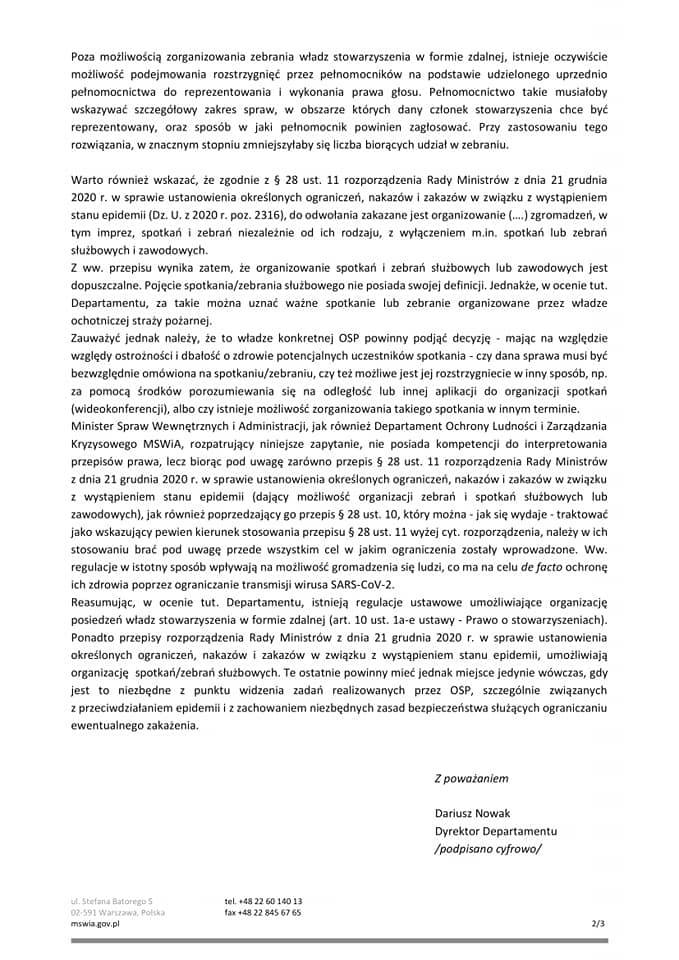 Poza możliwością zorganizowania zebrania władz stowarzyszenia w formie zdalnej, istnieje oczywiście
możliwość podejmowania rozstrzygnięć przez pełnomocników na podstawie udzielonego uprzednio
pełnomocnictwa do reprezentowania i wykonania prawa głosu. Pełnomocnictwo takie musiałoby
wskazywać szczegółowy zakres spraw, w obszarze których dany członek stowarzyszenia chce być
reprezentowany, oraz sposób w jaki pełnomocnik powinien zagłosować. Przy zastosowaniu tego
rozwiązania, w znacznym stopniu zmniejszyłaby się liczba biorących udział w zebraniu.
Warto również wskazać, że zgodnie z § 28 ust. 11 rozporządzenia Rady Ministrów z dnia 21 grudnia
2020 r. w sprawie ustanowienia określonych ograniczeń, nakazów i zakazów w związku z wystąpieniem
stanu epidemii (Dz. U. z 2020 r. poz. 2316), do odwołania zakazane jest organizowanie (....) zgromadzeń, w
tym imprez, spotkań i zebrań niezależnie od ich rodzaju, z wyłączeniem m.in. spotkań lub zebrań
służbowych i zawodowych.
Z ww. przepisu wynika zatem, że organizowanie spotkań i zebrań służbowych lub zawodowych jest
dopuszczalne. Pojęcie spotkania/zebrania służbowego nie posiada swojej definicji. Jednakże, w ocenie tut.
Departamentu, za takie można uznać ważne spotkanie lub zebranie organizowane przez władze
ochotniczej straży pożarnej.
Zauważyć jednak należy, że to władze konkretnej OSP powinny podjąć decyzję - mając na względzie
względy ostrożności i dbałość o zdrowie potencjalnych uczestników spotkania - czy dana sprawa musi być
bezwzględnie omówiona na spotkaniu/zebraniu, czy też możliwe jest jej rozstrzygniecie w inny sposób, np.
za pomocą środków porozumiewania się na odległość lub innej aplikacji do organizacji spotkań
(wideokonferencji), albo czy istnieje możliwość zorganizowania takiego spotkania w innym terminie.
Minister Spraw Wewnętrznych i Administracji, jak również Departament Ochrony Ludności i Zarządzania
Kryzysowego MSWiA, rozpatrujący niniejsze zapytanie, nie posiada kompetencji do interpretowania
przepisów prawa, lecz biorąc pod uwagę zarówno przepis § 28 ust. 11 rozporządzenia Rady Ministrów
z dnia 21 grudnia 2020 r. w sprawie ustanowienia określonych ograniczeń, nakazów i zakazów w związku
z wystąpieniem stanu epidemii (dający możliwość organizacji zebrań i spotkań służbowych lub
zawodowych), jak również poprzedzający go przepis § 28 ust. 10, który można - jak się wydaje - traktować
jako wskazujący pewien kierunek stosowania przepisu § 28 ust. 11 wyżej cyt. rozporządzenia, należy w ich
stosowaniu brać pod uwagę przede wszystkim cel w jakim ograniczenia zostały wprowadzone. Ww.
regulacje w istotny sposób wpływają na możliwość gromadzenia się ludzi, co ma na celu de facto ochronę
ich zdrowia poprzez ograniczanie transmisji wirusa SARS-CoV-2.
Reasumując, w ocenie tut. Departamentu, istnieją regulacje ustawowe umożliwiające organizację
posiedzeń władz stowarzyszenia w formie zdalnej (art. 10 ust. 1a-e ustawy - Prawo o stowarzyszeniach).
Ponadto przepisy rozporządzenia Rady Ministrów z dnia 21 grudnia 2020 r. w sprawie ustanowienia
określonych ograniczeń, nakazów i zakazów w związku z wystąpieniem stanu epidemii, umożliwiają
organizację spotkań/zebrań służbowych. Te ostatnie powinny mieć jednak miejsce jedynie wówczas, gdy
jest to niezbędne z punktu widzenia zadań realizowanych przez OSP, szczególnie związanych
z przeciwdziałaniem epidemii i z zachowaniem niezbędnych zasad bezpieczeństwa służących ograniczaniu
ewentualnego zakażenia.
Z poważaniem
Dariusz Nowak
Dyrektor Departamentu
/podpisano cyfrowo/
ul. Stefana Batorego 5
02-591 Warszawa, Polska
mswia.gov.pl
tel. +48 22 60 140 13
fax +48 22 845 67 65
2/3